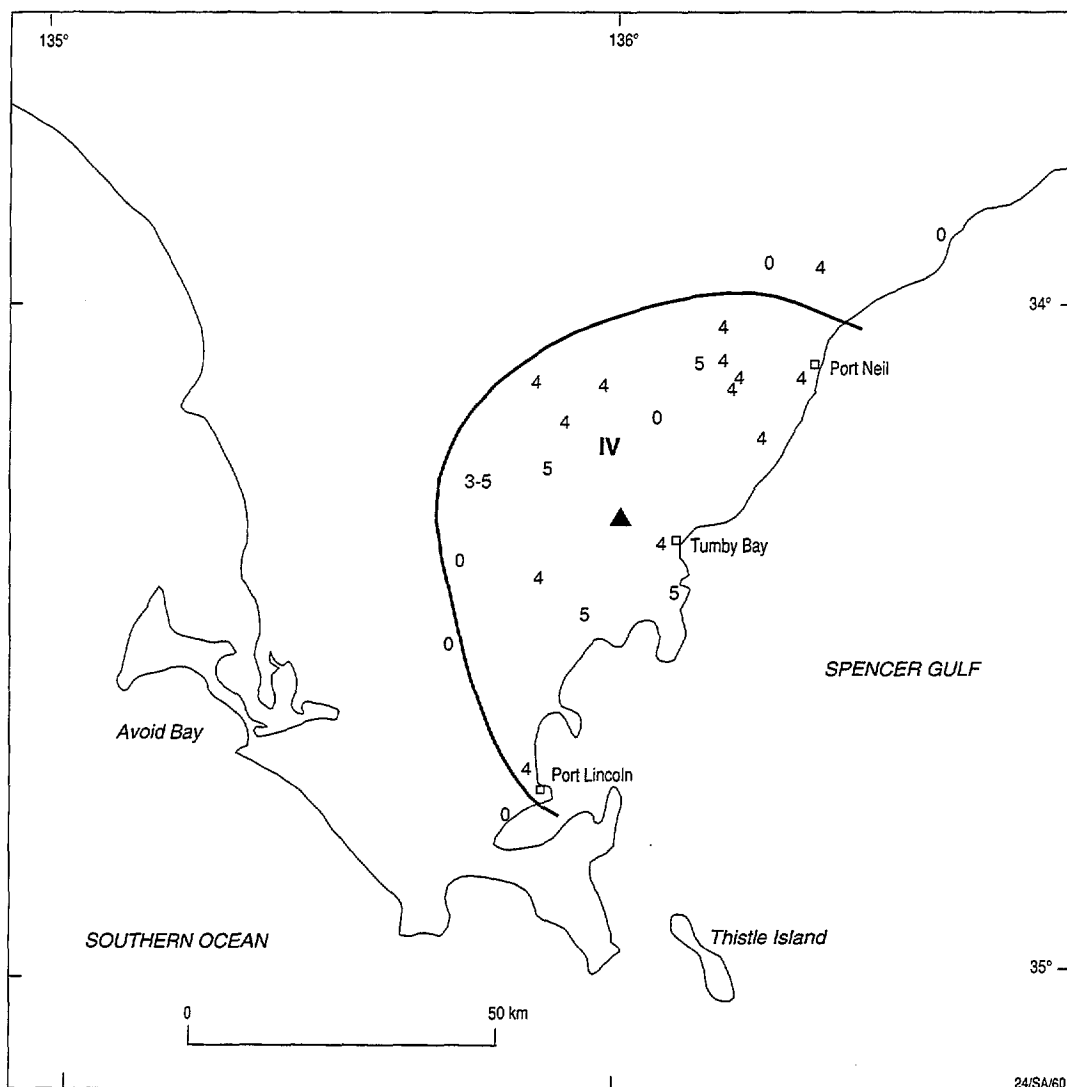 135°
136°
0
0
4
34°
4
5
4
Port Neil
4
4
4
4
4
4
0
4
IV
5
3-5
4
Tumby Bay
0
4
5
5
0
SPENCER GULF
Avoid Bay
4
Port Lincoln
0
SOUTHERN OCEAN
Thistle Island
35°
0
50 km
24/SA/60